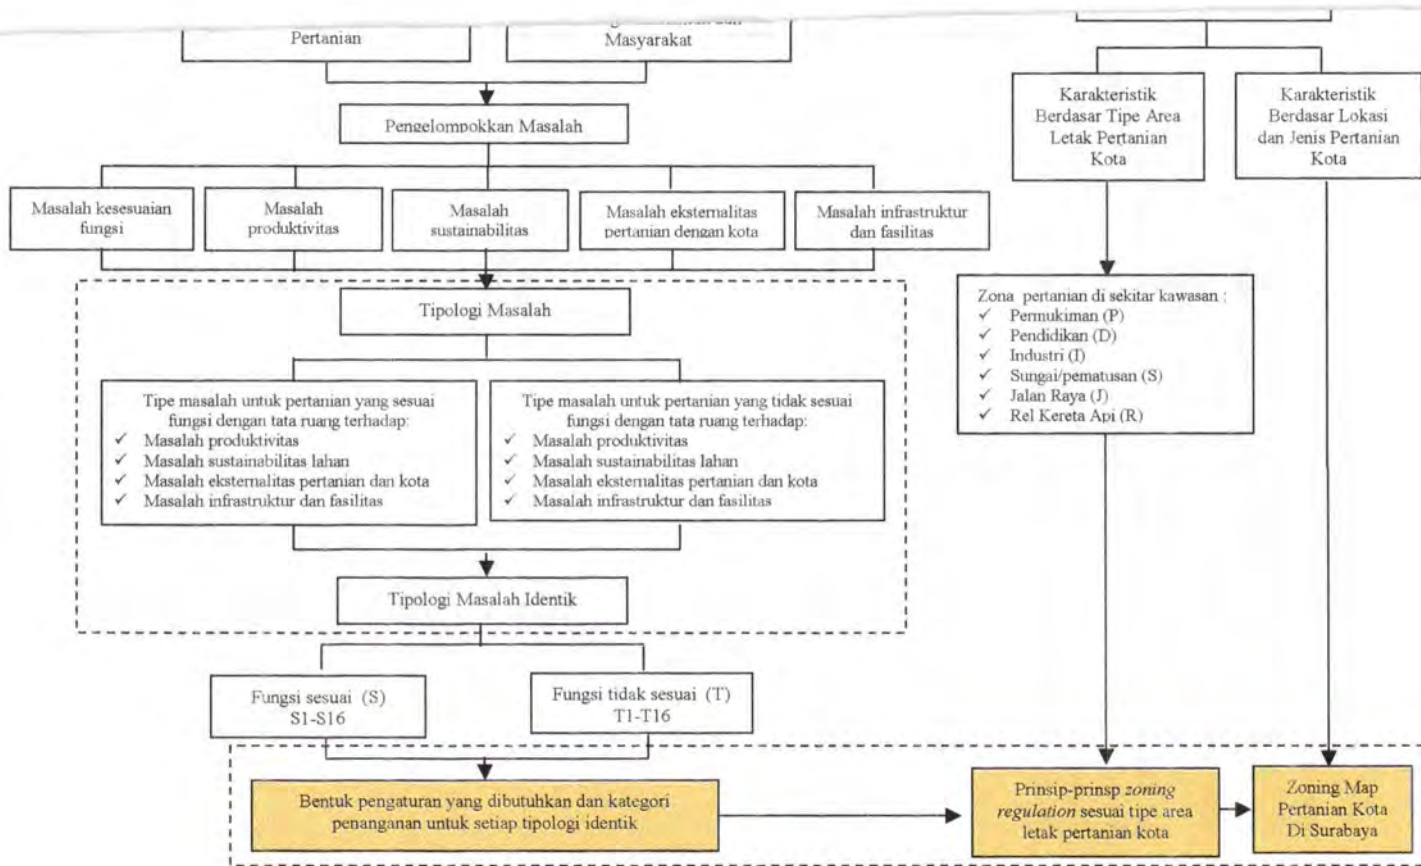 Pertanian
Masyarakat
Pengelompokkan Masalah
Masalah kesesuaian
fungsi
Masalah
produktivitas
Masalah
sustainabilitas
Masalah eksternalitas
pertanian dengan kota
Masalah infrastruktur
dan fasilitas
Tipologi Masalah
Tipe masalah untuk pertanian yang sesuai
fungsi dengan tata ruang terhadap:
✓ Masalah produktivitas
✓ Masalah sustainabilitas lahan
✓ Masalah eksternalitas pertanian dan kota
✓ Masalah infrastruktur dan fasilitas
Tipe masalah untuk pertanian yang tidak sesuai
fungsi dengan tata ruang terhadap:
✓ Masalah produktivitas
✓ Masalah sustainabilitas lahan
✓ Masalah eksternalitas pertanian dan kota
✓ Masalah infrastruktur dan fasilitas
Tipologi Masalah Identik
Fungsi sesuai (S)
S1-S16
Fungsi tidak sesuai (T)
T1-T16
Bentuk pengaturan yang dibutuhkan dan kategori
penanganan untuk setiap tipologi identik
Karakteristik
Berdasar Tipe Area
Letak Pertanian
Kota
Karakteristik
Berdasar Lokasi
dan Jenis Pertanian
Kota
Zona pertanian di sekitar kawasan :
✓ Permukiman (P)
✓ Pendidikan (D)
✓ Industri (I)
✓ Sungai/pematusan (S)
✓ Jalan Raya (J)
✓ Rel Kereta Api (R)
Prinsip-prinsp zoning
regulation sesuai tipe area
letak pertanian kota
Zoning Map
Pertanian Kota
Di Surabaya